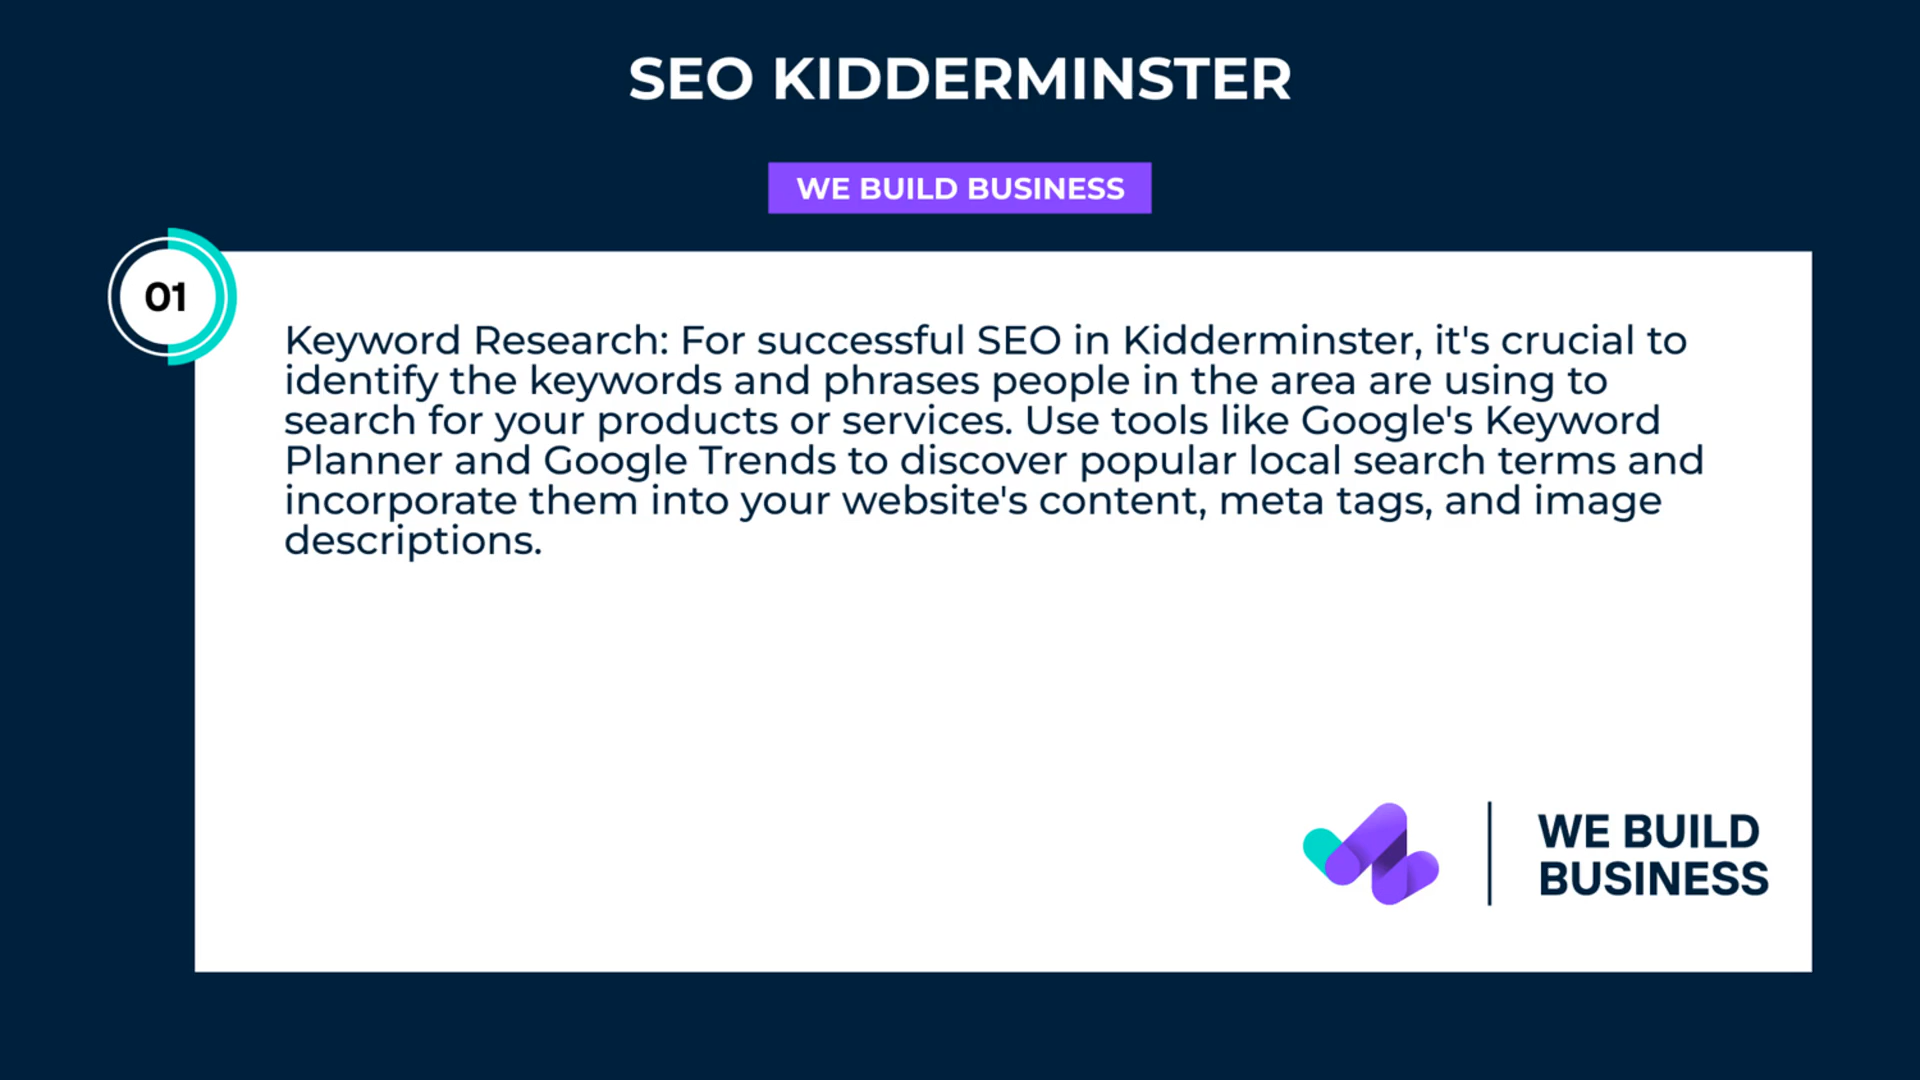 SEO KIDDERMINSTER
WE BUILD BUSINESS
01
Keyword Research: For successful SEO in Kidderminster, it's crucial to
identify the keywords and phrases people in the area are using to
search for your products or services. Use tools like Google's Keyword
Planner and Google Trends to discover popular local search terms and
incorporate them into your website's content, meta tags, and image
descriptions.
WE BUILD
BUSINESS